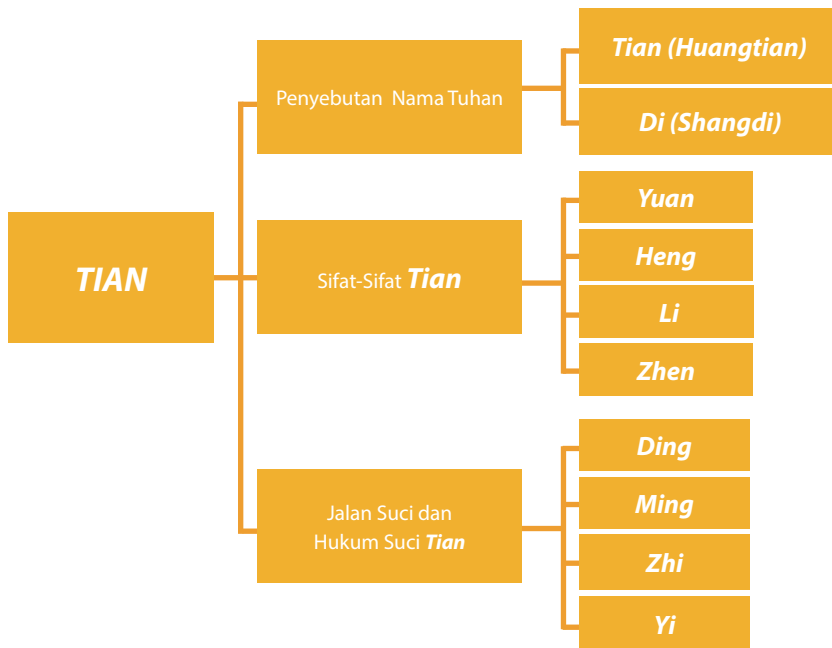 TIAN
Penyebutan Nama Tuhan
Tian (Huangtian)
Di (Shangdi)
Sifat-Sifat Tian
Yuan
Heng
Li
Zhen
Jalan Suci dan
Hukum Suci Tian
Ding
Ming
Zhi
Yi